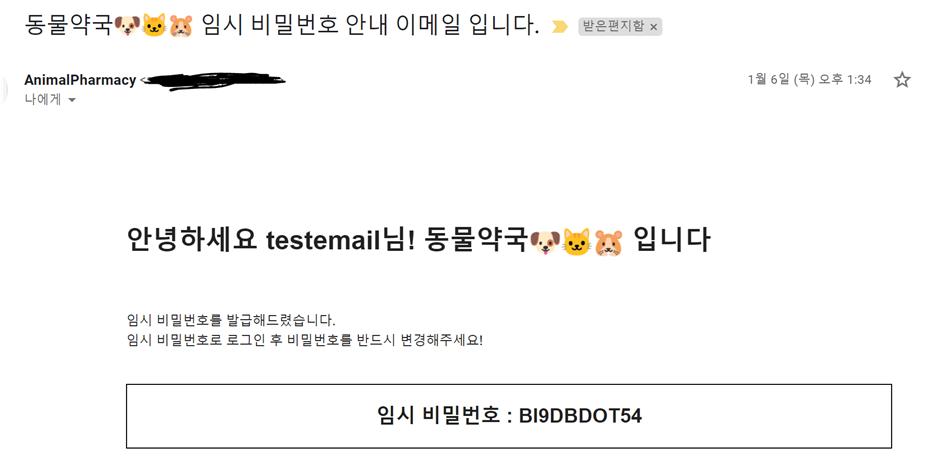 동물약국🐶🐱🐹 임시 비밀번호 안내 이메일 입니다. 받은편지함 ×
AnimalPharmacy <
1월 6일 (목) 오후 1:34
나에게
안녕하세요 testemail님! 동물약국🐶🐱🐹 입니다
임시 비밀번호를 발급해드렸습니다.
임시 비밀번호로 로그인 후 비밀번호를 반드시 변경해주세요!
임시 비밀번호 : BI9DBDOT54